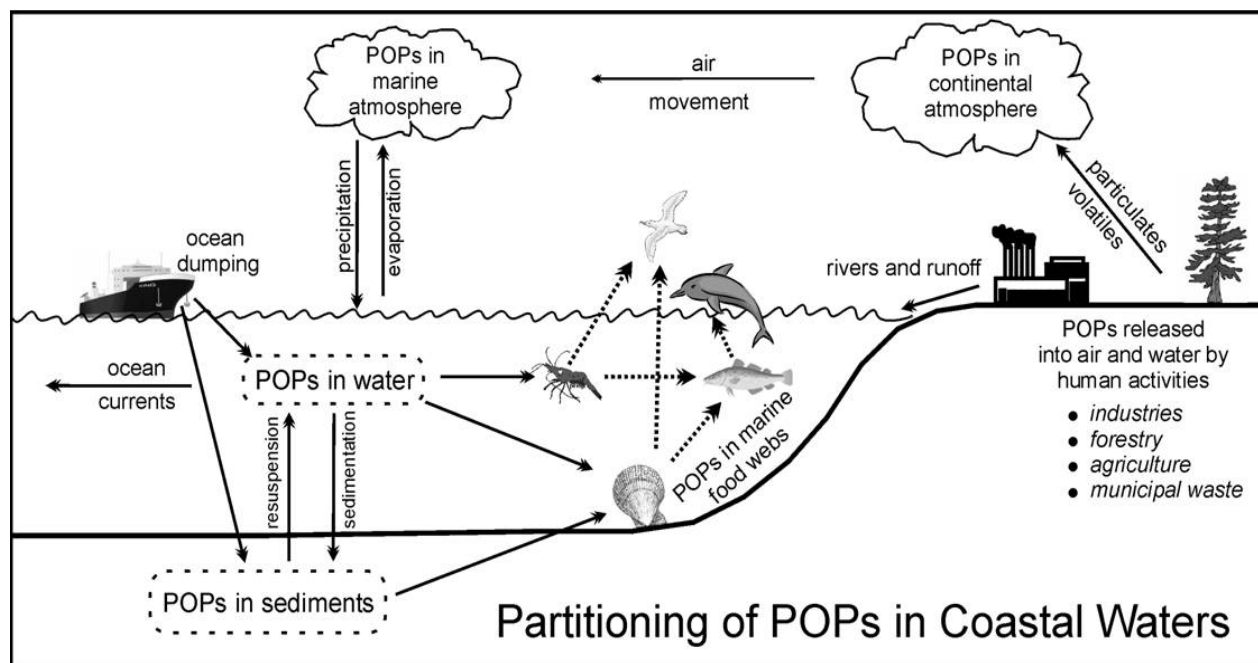 POPs in
marine
atmosphere
air
movement
POPs in
continental
atmosphere
precipitation
evaporation
particulates
volatiles
ocean
dumping
rivers and runoff
POPs released
into air and water by
human activities
• industries
• forestry
• agriculture
• municipal waste
ocean
currents
POPs in water
resuspension
sedimentation
POPs in marine
food webs
POPs in sediments
Partitioning of POPs in Coastal Waters